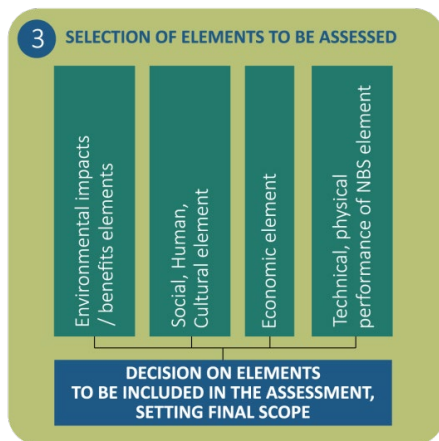 3 SELECTION OF ELEMENTS TO BE ASSESSED
Environmental impacts
/ benefits elements
Social, Human,
Cultural element
Economic element
Technical, physical
performance of NBS element
DECISION ON ELEMENTS
TO BE INCLUDED IN THE ASSESSMENT,
SETTING FINAL SCOPE